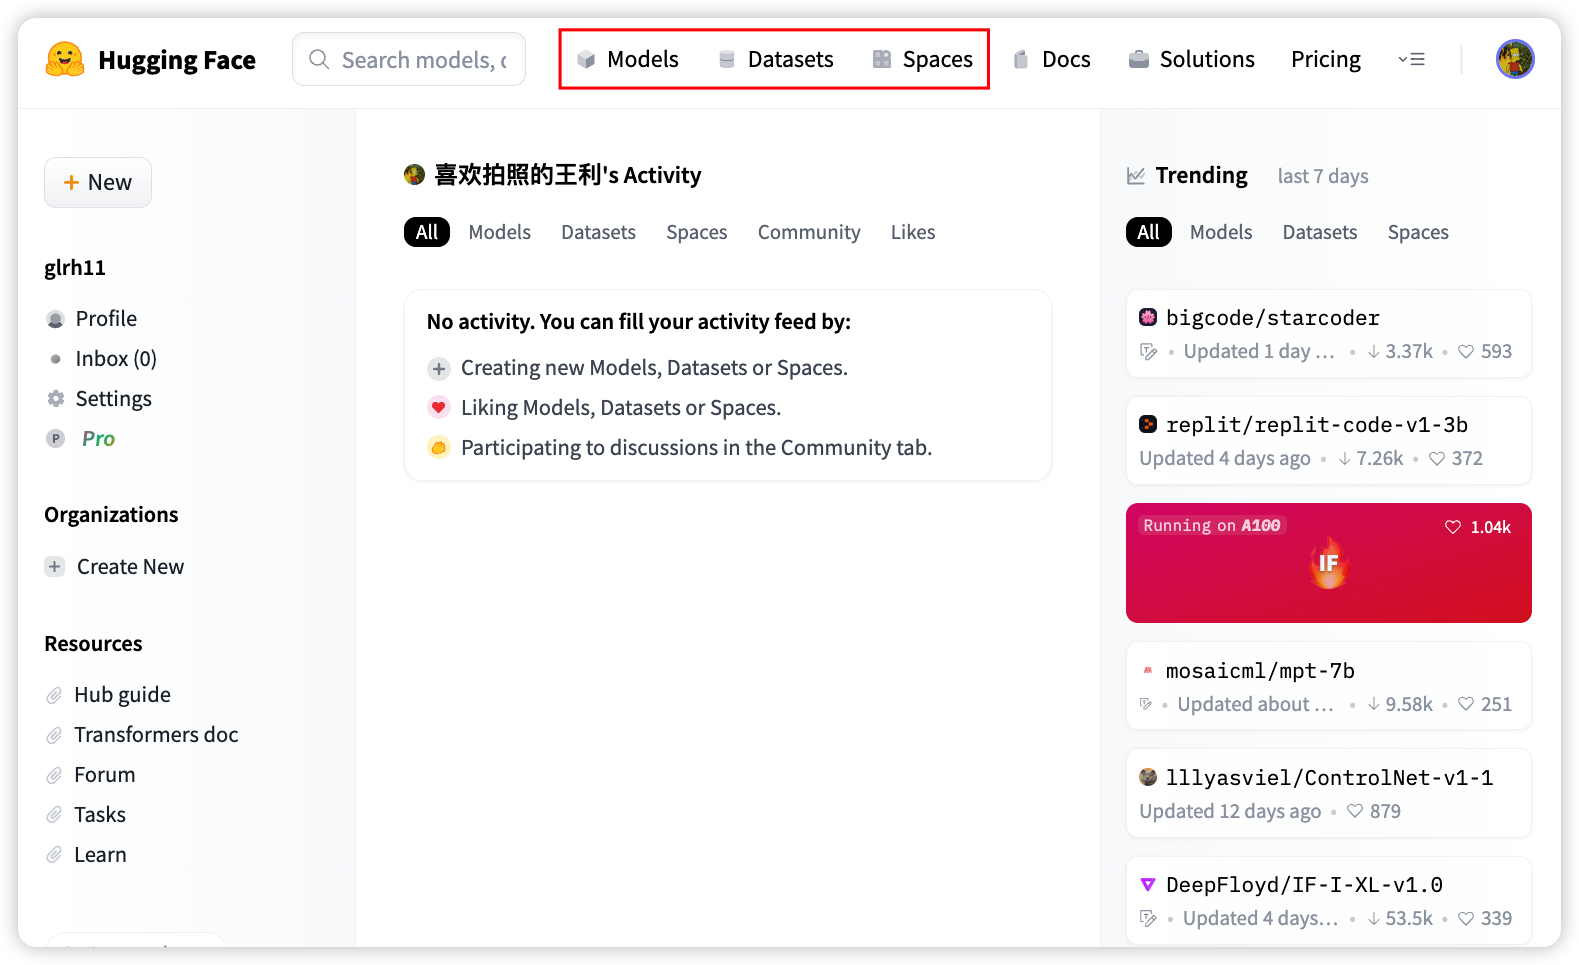 Hugging Face
Search models, c
Models Datasets Spaces Docs Solutions Pricing
New
glrh11
Profile
Inbox (0)
Settings
P Pro
Organizations
Create New
Resources
Hub guide
Transformers doc
Forum
Tasks
Learn
喜欢拍照的王利's Activity
All Models Datasets Spaces Community Likes
No activity. You can fill your activity feed by:
Creating new Models, Datasets or Spaces.
Liking Models, Datasets or Spaces.
Participating to discussions in the Community tab.
Trending last 7 days
All Models Datasets Spaces
bigcode/starcoder
• Updated 1 day ... • ↓ 3.37k • ♡ 593
replit/replit-code-v1-3b
Updated 4 days ago • ↓ 7.26k • ♡ 372
Running on A100 ♡ 1.04k
IF
mosaicml/mpt-7b
• Updated about ... • ↓ 9.58k • ♡ 251
lllyasviel/ControlNet-v1-1
Updated 12 days ago • ♡ 879
DeepFloyd/IF-I-XL-v1.0
• Updated 4 days... • ↓ 53.5k • ♡ 339